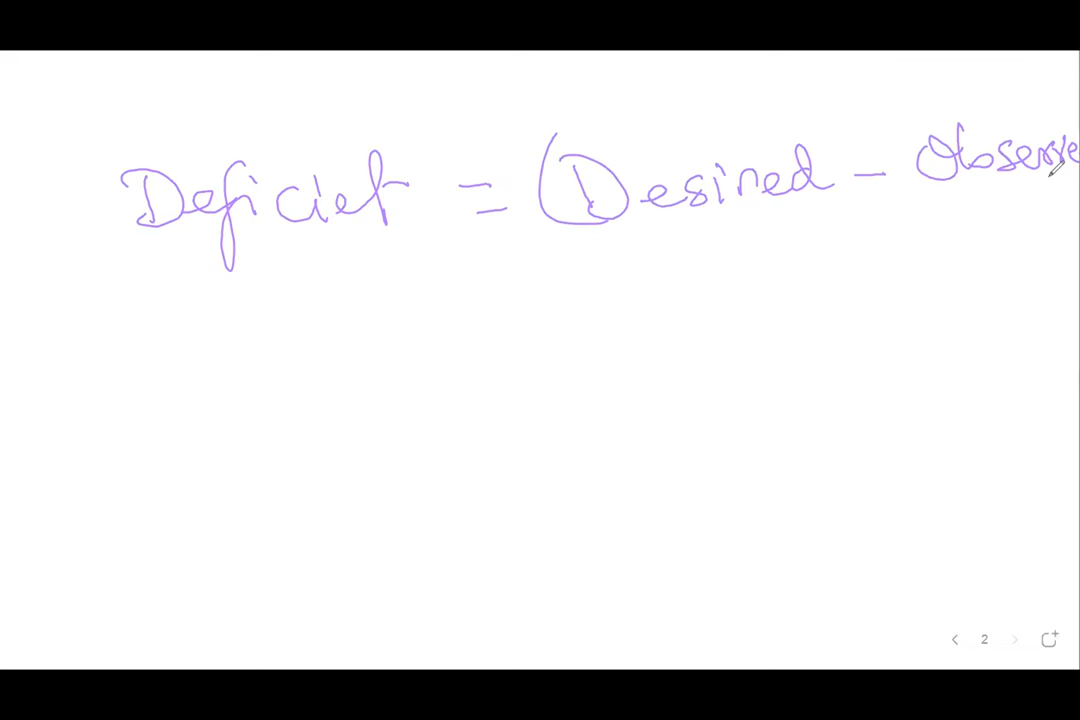 Deficiet = (Desired - Observe
2